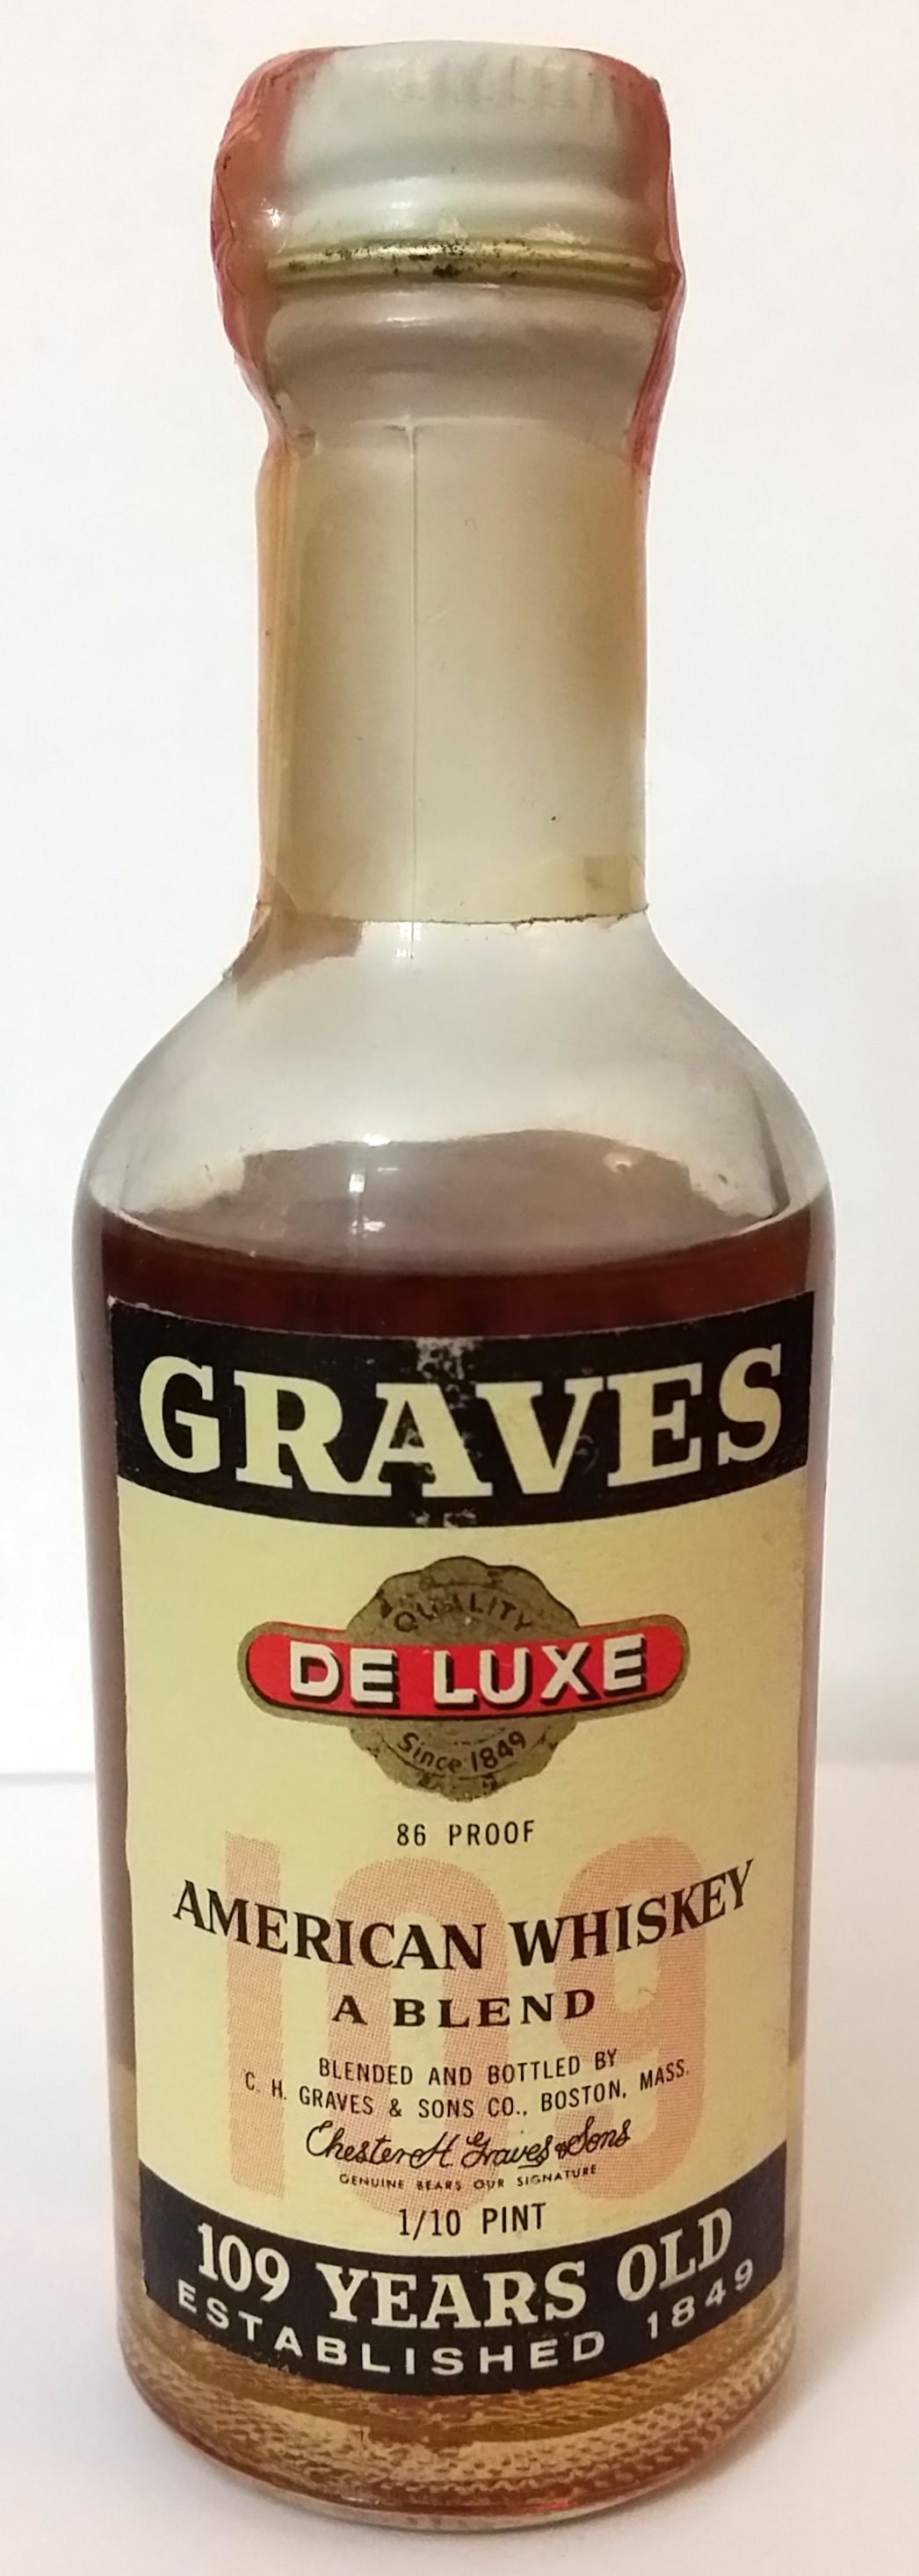 GRAVES
QUALITY
DE LUXE
Since 1849
86 PROOF
109
AMERICAN WHISKEY
A BLEND
BLENDED AND BOTTLED BY
C. H. GRAVES & SONS CO., BOSTON, MASS.
Chester H. Graves & Sons
GENUINE BEARS OUR SIGNATURE
1/10 PINT
109 YEARS OLD
ESTABLISHED 1849